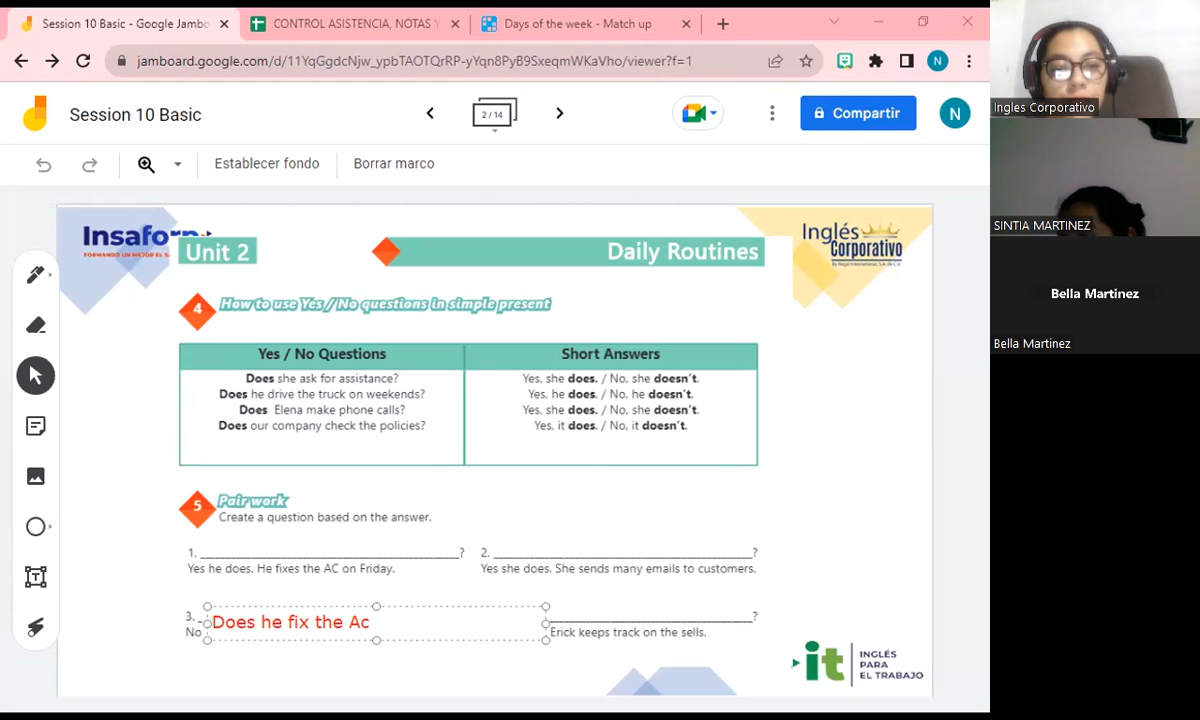 Session 10 Basic - Google Jambo
CONTROL ASISTENCIA, NOTAS Y
Days of the week - Match up
jamboard.google.com/d/11YqGgdcNjw_ypbTAOTQrRP-yYqn8PyB9SxeqmWKaVho/viewer?f=1
N
Session 10 Basic
2 / 14
Compartir
N
Establecer fondo
Borrar marco
Insaforp
FORMANDO UN MEJOR EL S
Unit 2
Daily Routines
Inglés
Corporativo
4
How to use Yes / No questions in simple present
Yes / No Questions
Short Answers
Does she ask for assistance?
Yes, she does. / No, she doesn't.
Does he drive the truck on weekends?
Yes, he does. / No, he doesn't.
Does Elena make phone calls?
Yes, she does. / No, she doesn't.
Does our company check the policies?
Yes, it does. / No, it doesn't.
5
Pair work
Create a question based on the answer.
1. ________________________________?
2. ________________________________?
Yes he does. He fixes the AC on Friday.
Yes she does. She sends many emails to customers.
3. Does he fix the Ac
________________________?
No
Erick keeps track on the sells.
it
INGLÉS
PARA
EL TRABAJO
Ingles Corporativo
SINTIA MARTINEZ
Bella Martinez
Bella Martinez